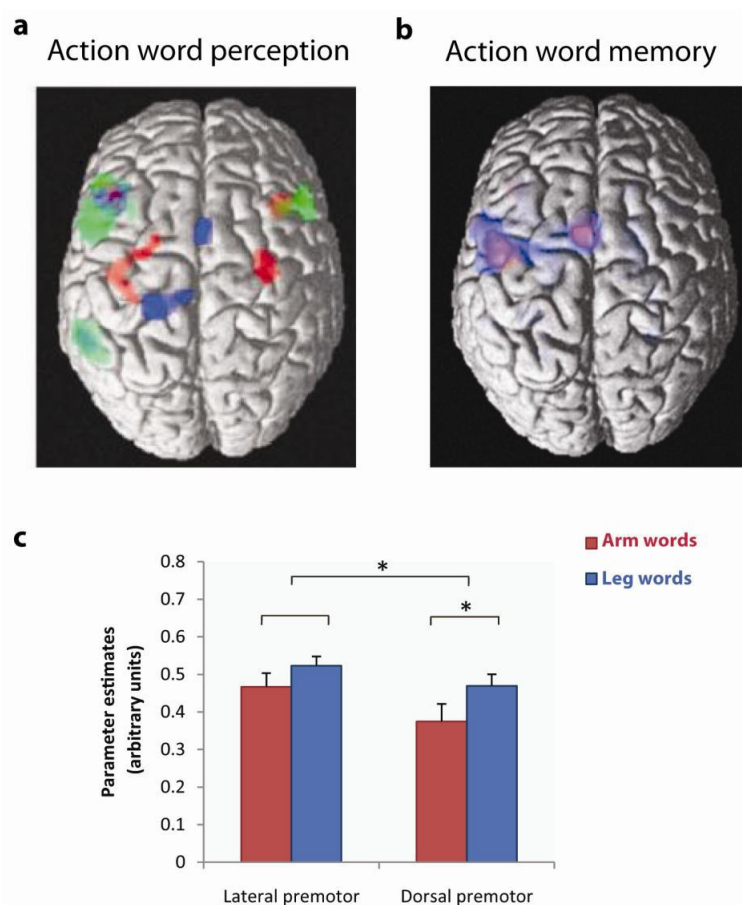 a
Action word perception
b
Action word memory
c
Arm words
Leg words
Parameter estimates
(arbitrary units)
0.8
0.7
0.6
0.5
0.4
0.3
0.2
0.1
0
*
*
Lateral premotor
Dorsal premotor